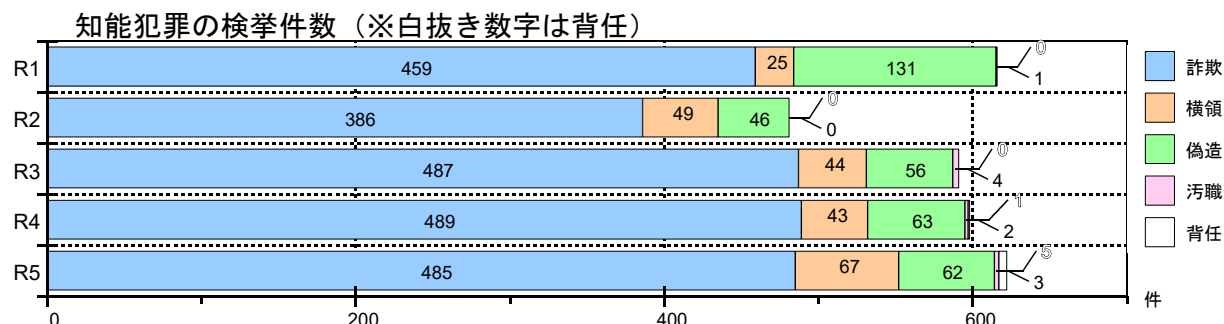 知能犯罪の検挙件数（※白抜き数字は背任）
R1 459 25 131 0 1
R2 386 49 46 0 0
R3 487 44 56 0 4
R4 489 43 63 1 2
R5 485 67 62 5 3
0 200 400 600 件
詐欺
横領
偽造
汚職
背任